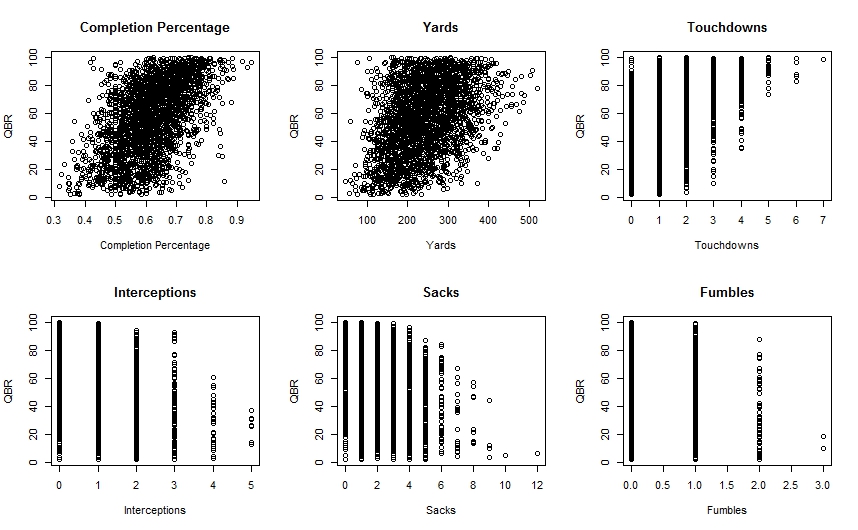 Completion Percentage
QBR
0 20 40 60 80 100
0.3 0.4 0.5 0.6 0.7 0.8 0.9
Completion Percentage
Yards
QBR
0 20 40 60 80 100
100 200 300 400 500
Yards
Touchdowns
QBR
0 20 40 60 80 100
0 1 2 3 4 5 6 7
Touchdowns
Interceptions
QBR
0 20 40 60 80 100
0 1 2 3 4 5
Interceptions
Sacks
QBR
0 20 40 60 80 100
0 2 4 6 8 10 12
Sacks
Fumbles
QBR
0 20 40 60 80 100
0.0 0.5 1.0 1.5 2.0 2.5 3.0
Fumbles